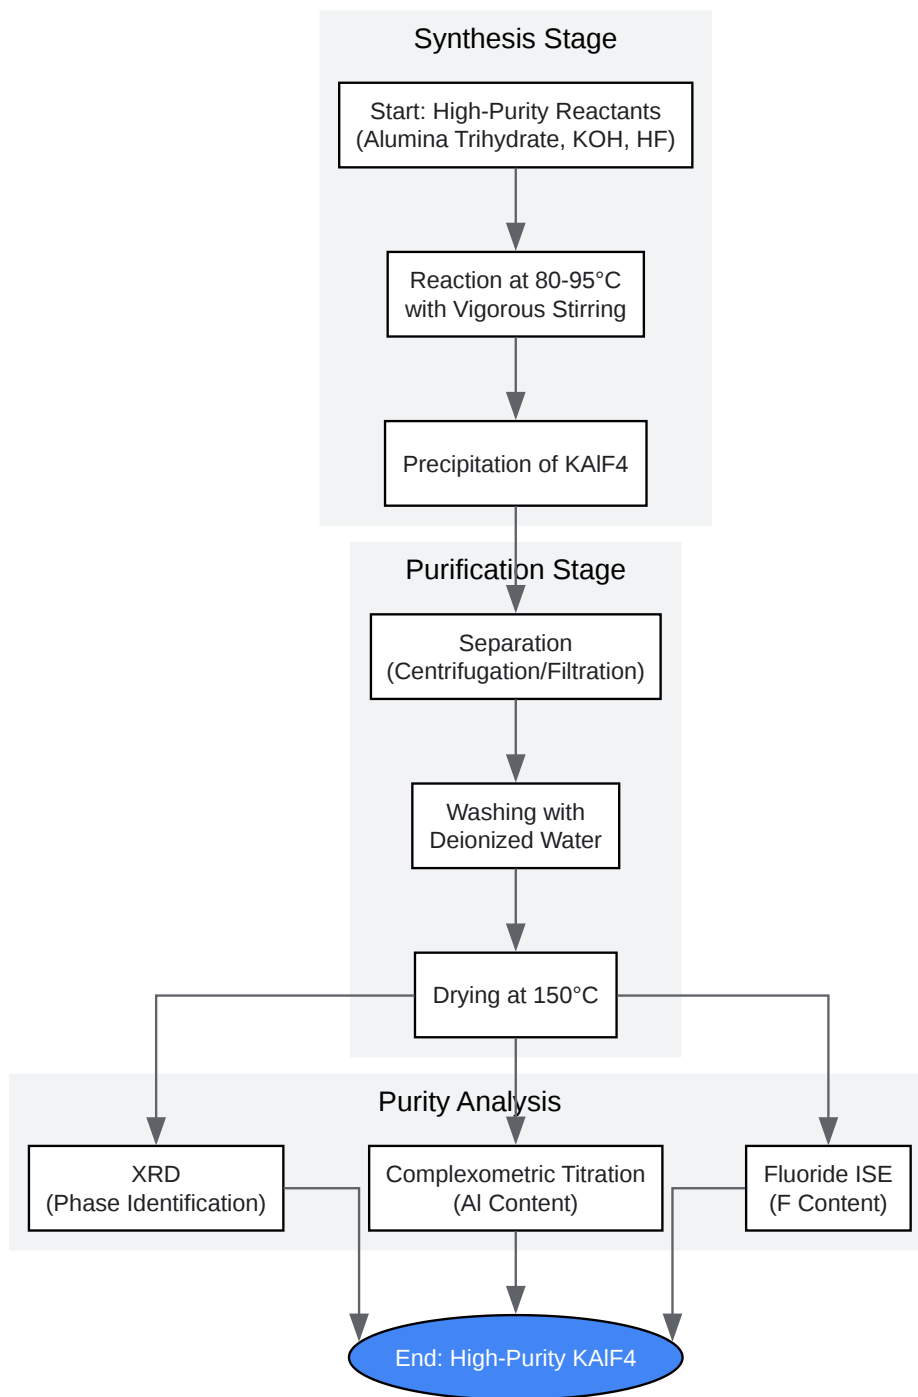 Synthesis Stage
Start: High-Purity Reactants
(Alumina Trihydrate, KOH, HF)
Reaction at 80-95°C
with Vigorous Stirring
Precipitation of KAlF4
Purification Stage
Separation
(Centrifugation/Filtration)
Washing with
Deionized Water
Drying at 150°C
Purity Analysis
XRD
(Phase Identification)
Complexometric Titration
(Al Content)
Fluoride ISE
(F Content)
End: High-Purity KAlF4